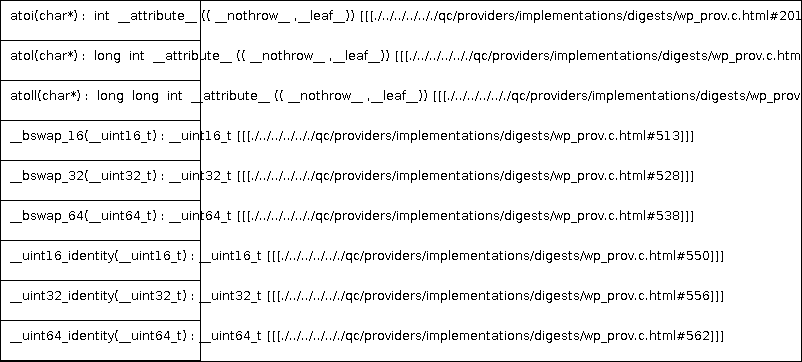 atoi(char*) : int __attribute__ (( __nothrow__ ,__leaf__)) [[[./../../../../qc/providers/implementations/digests/wp_prov.c.html#201
atol(char*) : long int __attribute__ (( __nothrow__ ,__leaf__)) [[[./../../../../qc/providers/implementations/digests/wp_prov.c.htm
atoll(char*) : long long int __attribute__ (( __nothrow__ ,__leaf__)) [[[./../../../../qc/providers/implementations/digests/wp_prov
__bswap_16(__uint16_t) : __uint16_t [[[./../../../../qc/providers/implementations/digests/wp_prov.c.html#513]]]
__bswap_32(__uint32_t) : __uint32_t [[[./../../../../qc/providers/implementations/digests/wp_prov.c.html#528]]]
__bswap_64(__uint64_t) : __uint64_t [[[./../../../../qc/providers/implementations/digests/wp_prov.c.html#538]]]
__uint16_identity(__uint16_t) : __uint16_t [[[./../../../../qc/providers/implementations/digests/wp_prov.c.html#550]]]
__uint32_identity(__uint32_t) : __uint32_t [[[./../../../../qc/providers/implementations/digests/wp_prov.c.html#556]]]
__uint64_identity(__uint64_t) : __uint64_t [[[./../../../../qc/providers/implementations/digests/wp_prov.c.html#562]]]